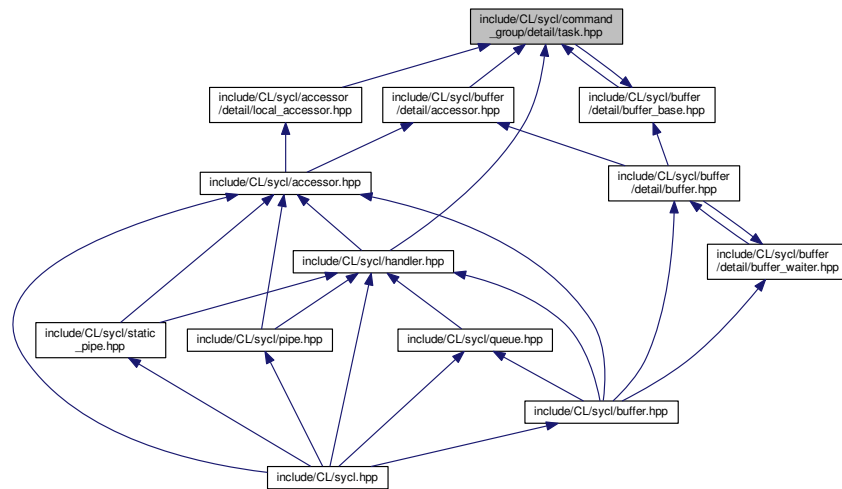 include/CL/sycl/command
_group/detail/task.hpp
include/CL/sycl/accessor
/detail/local_accessor.hpp
include/CL/sycl/buffer
/detail/accessor.hpp
include/CL/sycl/buffer
/detail/buffer_base.hpp
include/CL/sycl/accessor.hpp
include/CL/sycl/buffer
/detail/buffer.hpp
include/CL/sycl/handler.hpp
include/CL/sycl/buffer
/detail/buffer_waiter.hpp
include/CL/sycl/static
_pipe.hpp
include/CL/sycl/pipe.hpp
include/CL/sycl/queue.hpp
include/CL/sycl/buffer.hpp
include/CL/sycl.hpp